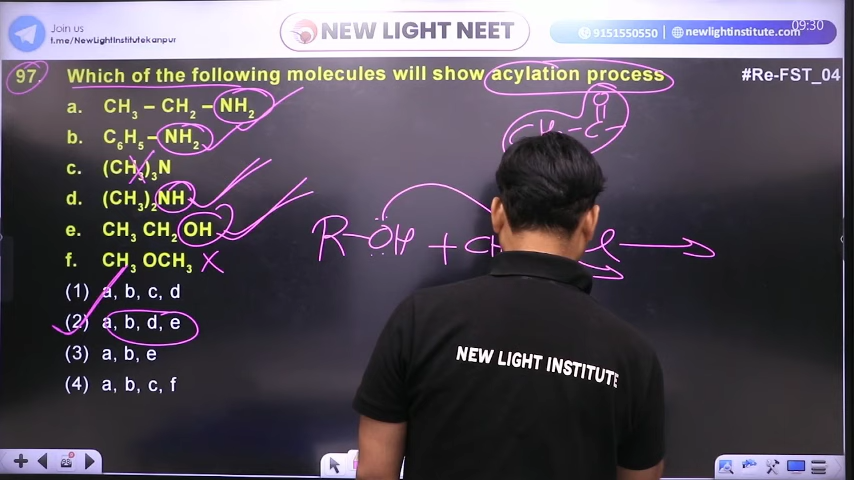 Join us
t.me/NewLightInstitutekanpur
NEW LIGHT NEET
9151550550 | newlightinstitute.com
09:30
97. Which of the following molecules will show acylation process
#Re-FST_04
a. CH₃ – CH₂ – NH₂
b. C₆H₅ – NH₂
c. (CH₃)₃N
d. (CH₃)₂NH
e. CH₃ CH₂ OH
f. CH₃ OCH₃ X
(1) a, b, c, d
(2) a, b, d, e
(3) a, b, e
(4) a, b, c, f
O
C
R-OH + CH
NEW LIGHT INSTITUTE